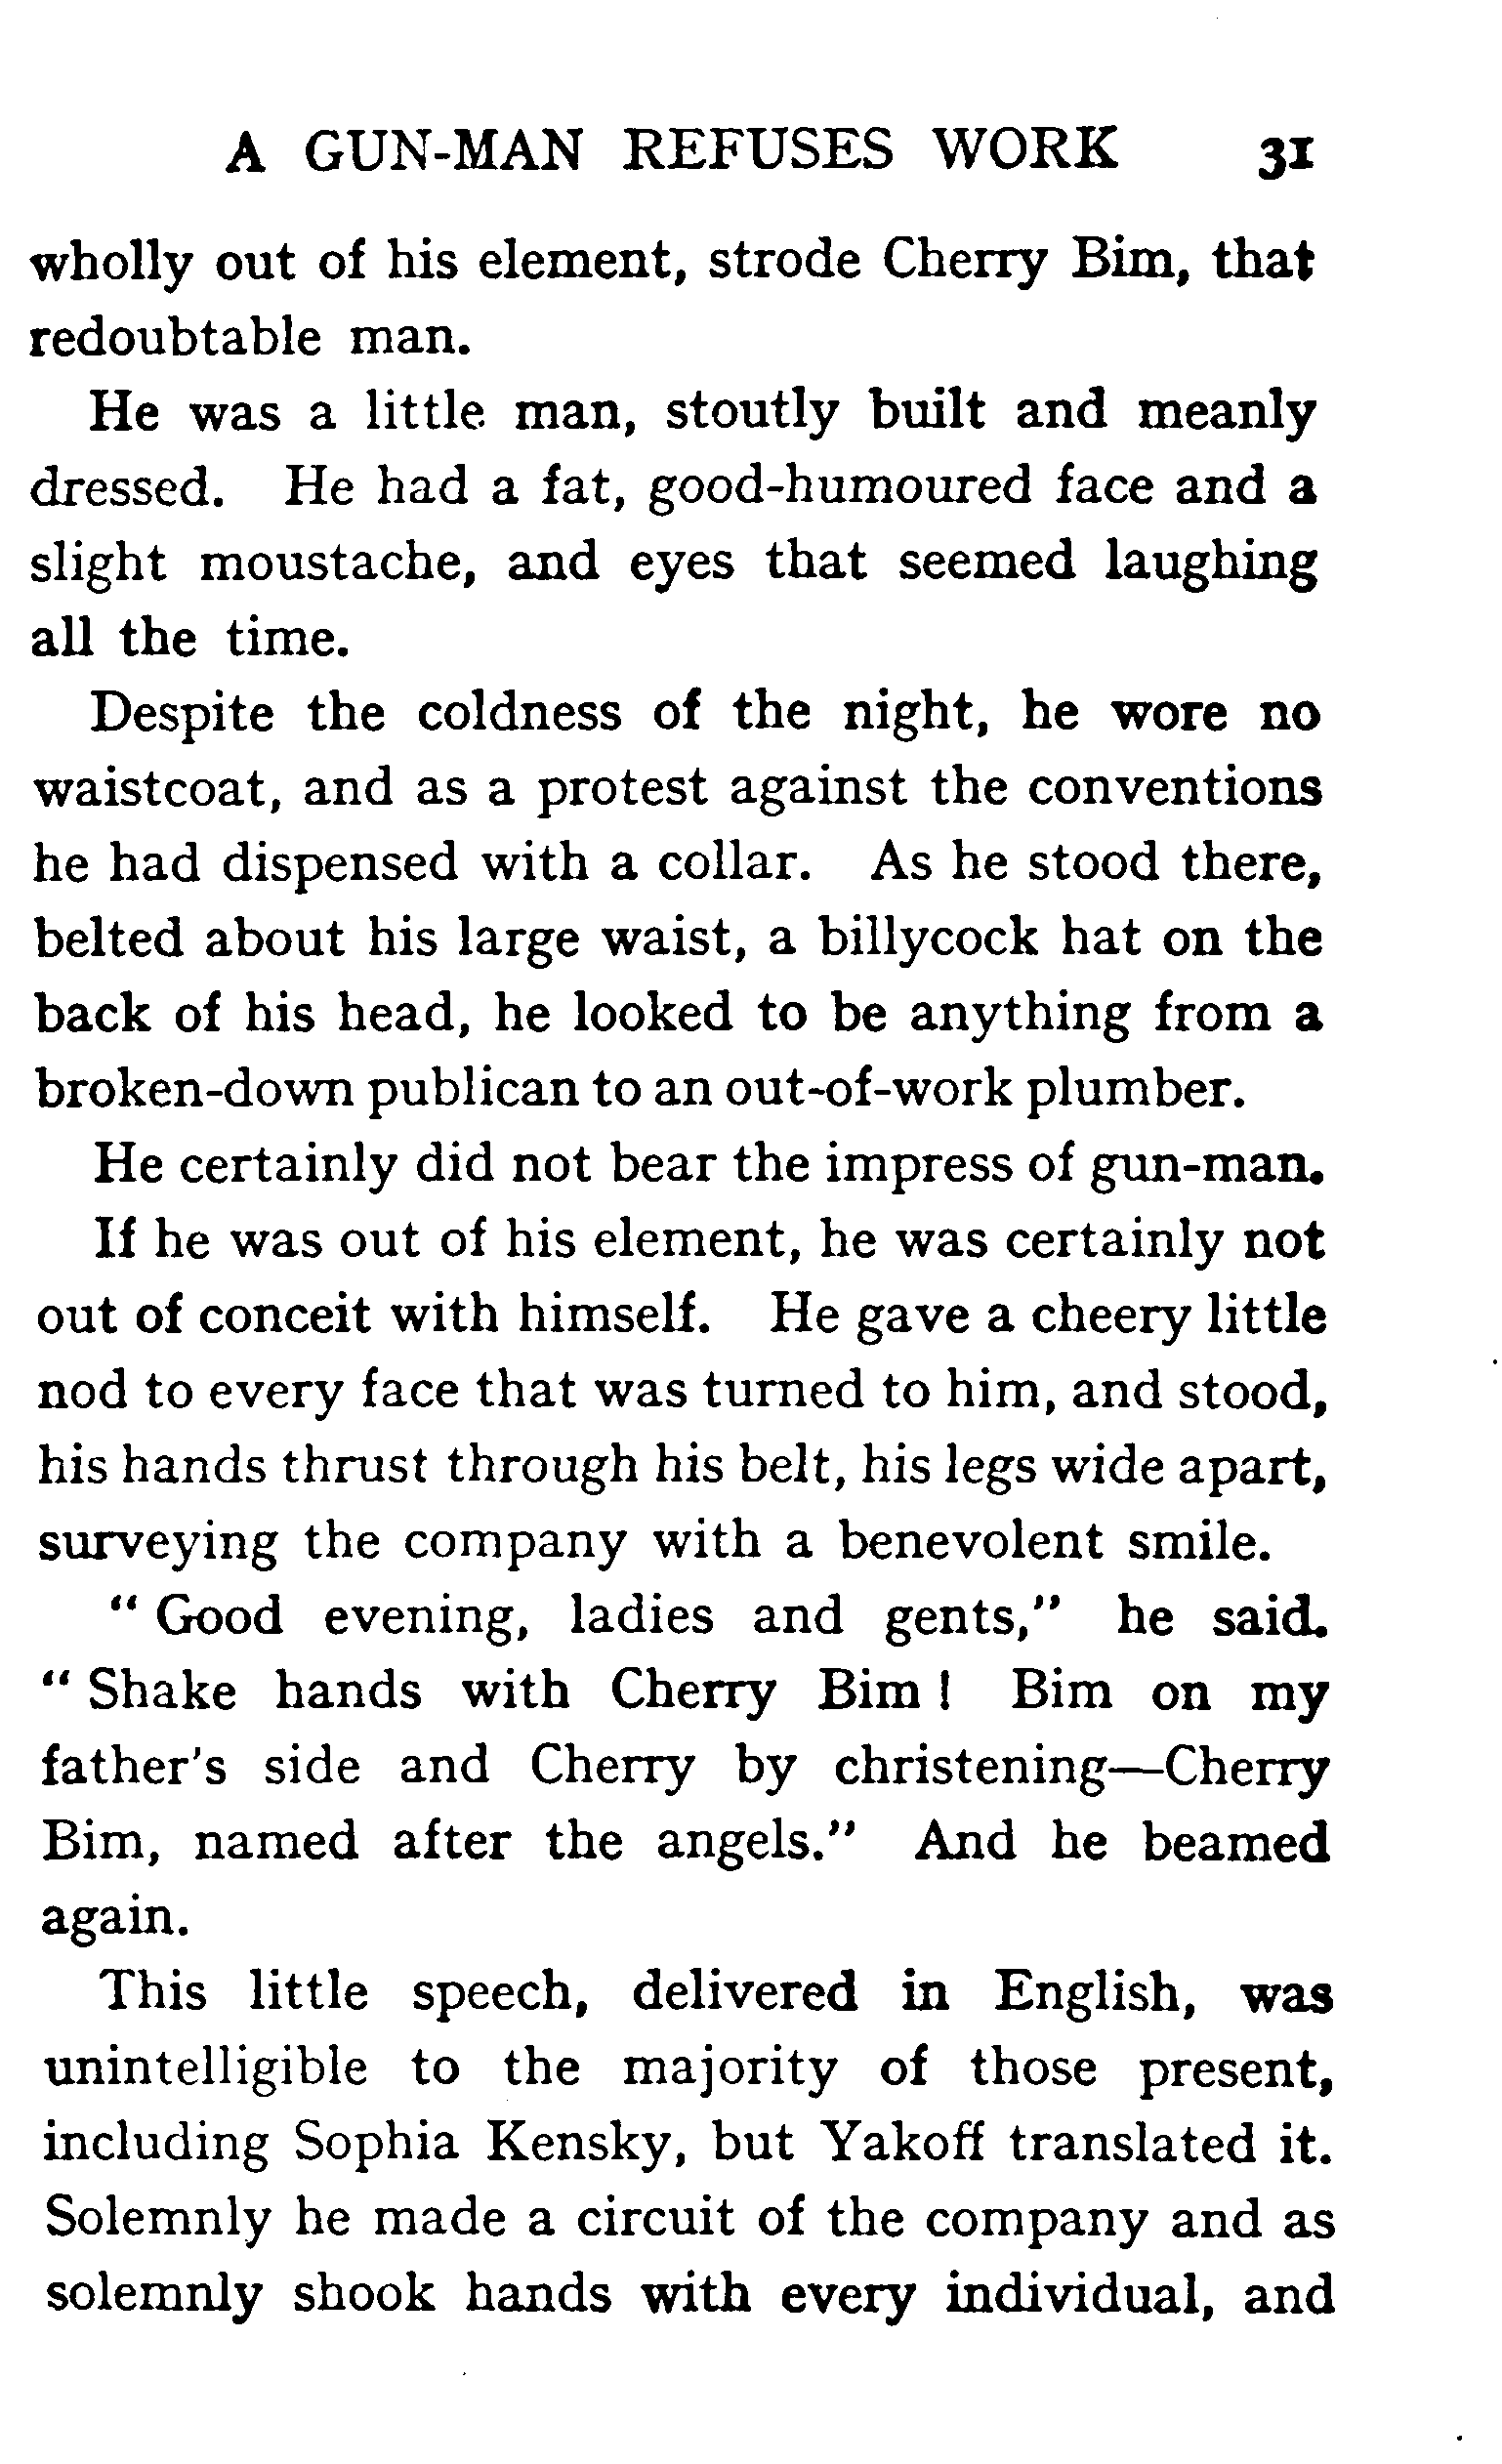 A GUN-MAN REFUSES WORK 31
wholly out of his element, strode Cherry Bim, that
redoubtable man.
He was a little man, stoutly built and meanly
dressed. He had a fat, good-humoured face and a
slight moustache, and eyes that seemed laughing
all the time.
Despite the coldness of the night, he wore no
waistcoat, and as a protest against the conventions
he had dispensed with a collar. As he stood there,
belted about his large waist, a billycock hat on the
back of his head, he looked to be anything from a
broken-down publican to an out-of-work plumber.
He certainly did not bear the impress of gun-man.
If he was out of his element, he was certainly not
out of conceit with himself. He gave a cheery little
nod to every face that was turned to him, and stood,
his hands thrust through his belt, his legs wide apart,
surveying the company with a benevolent smile.
" Good evening, ladies and gents," he said.
" Shake hands with Cherry Bim ! Bim on my
father's side and Cherry by christening—Cherry
Bim, named after the angels." And he beamed
again.
This little speech, delivered in English, was
unintelligible to the majority of those present,
including Sophia Kensky, but Yakoff translated it.
Solemnly he made a circuit of the company and as
solemnly shook hands with every individual, and